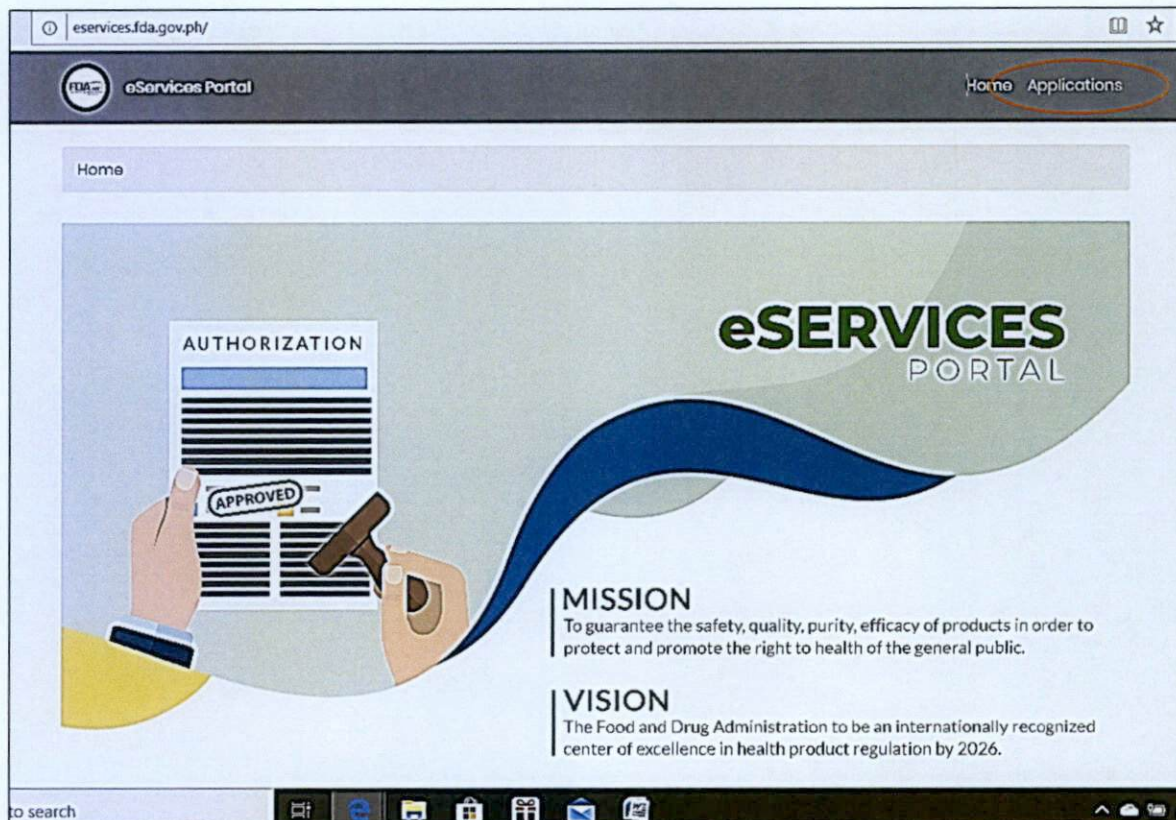 eservices.fda.gov.ph/
FDA
eServices Portal
Home Applications
Home
AUTHORIZATION
APPROVED
eSERVICES
PORTAL
MISSION
To guarantee the safety, quality, purity, efficacy of products in order to
protect and promote the right to health of the general public.
VISION
The Food and Drug Administration to be an internationally recognized
center of excellence in health product regulation by 2026.
to search